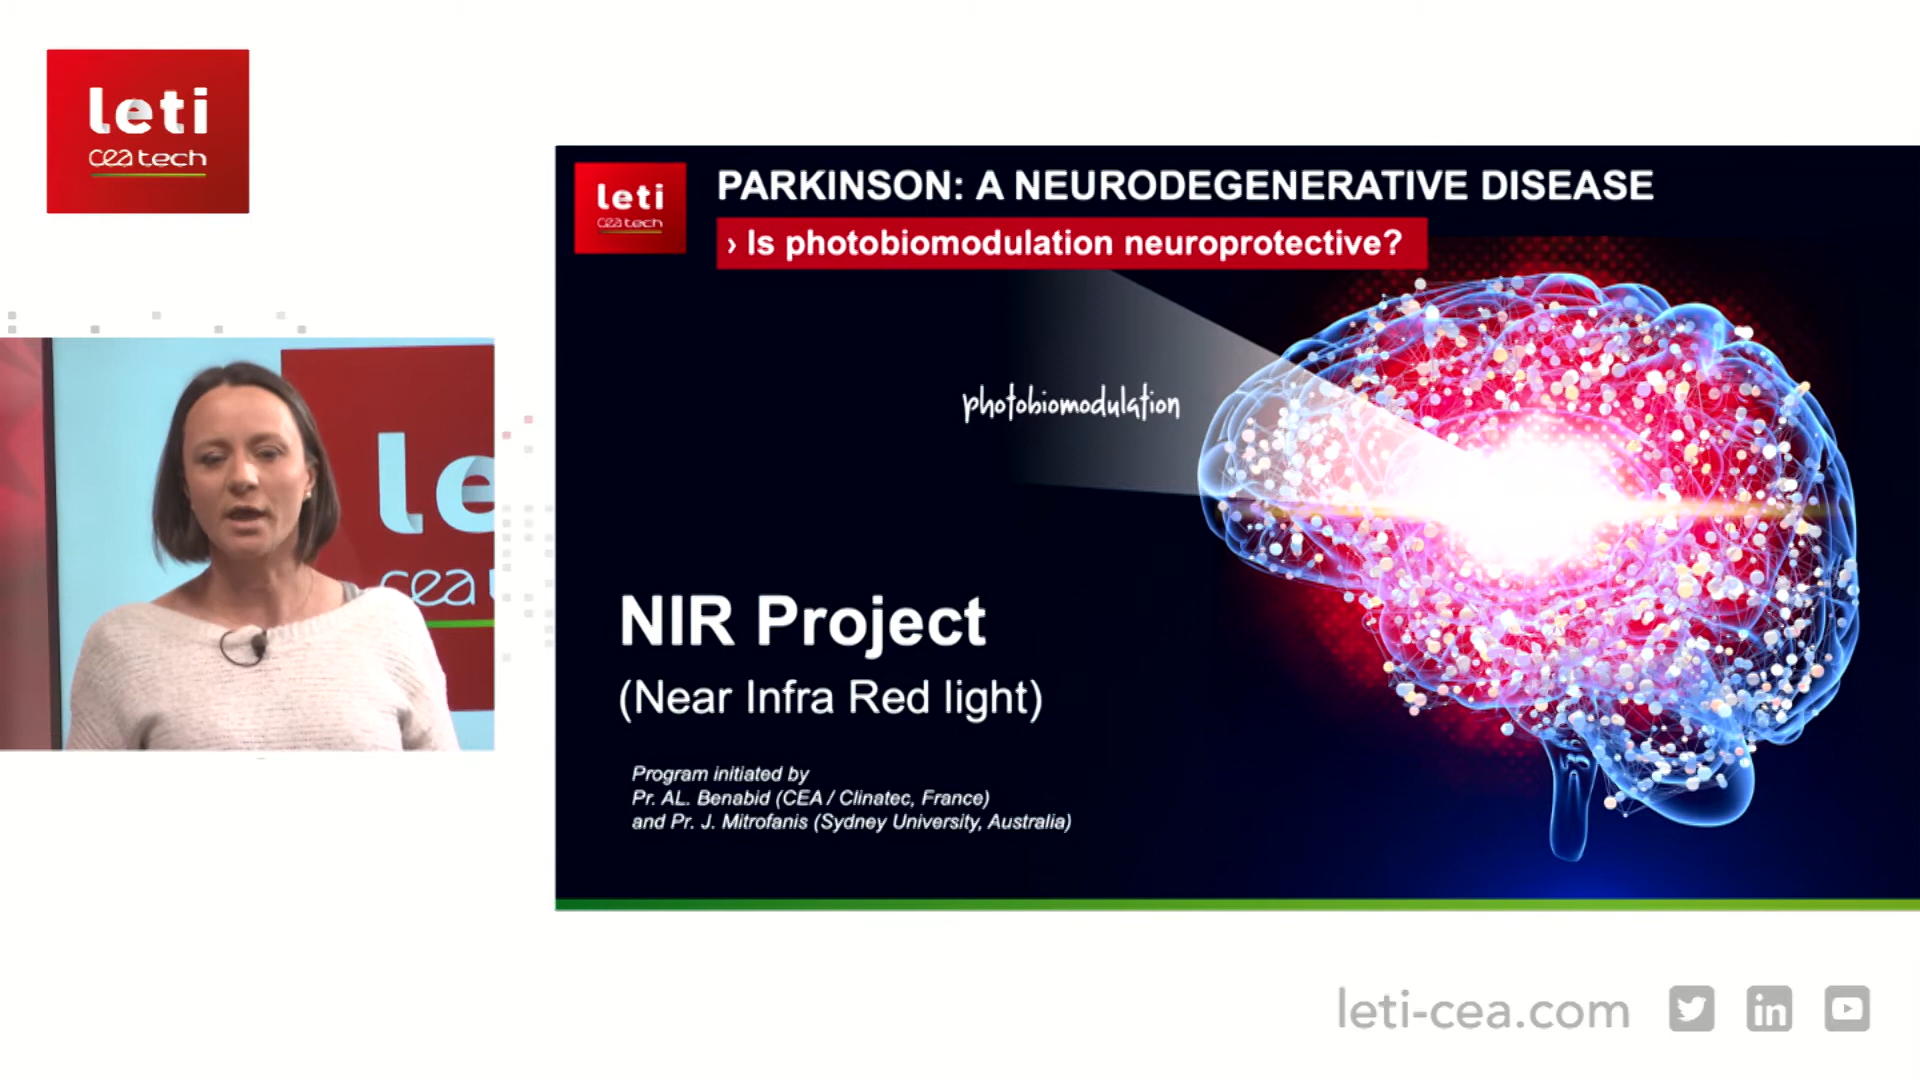 leti
cea tech
le
cea
leti
cea tech
PARKINSON: A NEURODEGENERATIVE DISEASE
› Is photobiomodulation neuroprotective?
photobiomodulation
NIR Project
(Near Infra Red light)
Program initiated by
Pr. AL. Benabid (CEA / Clinatec, France)
and Pr. J. Mitrofanis (Sydney University, Australia)
leti-cea.com
in